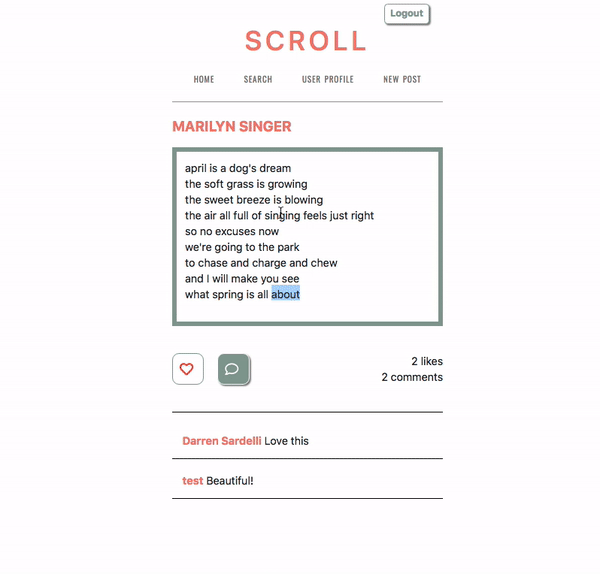 Logout
SCROLL
HOME SEARCH USER PROFILE NEW POST
MARILYN SINGER
april is a dog's dream
the soft grass is growing
the sweet breeze is blowing
the air all full of singing feels just right
so no excuses now
we're going to the park
to chase and charge and chew
and I will make you see
what spring is all about
2 likes
2 comments
Darren Sardelli Love this
test Beautiful!